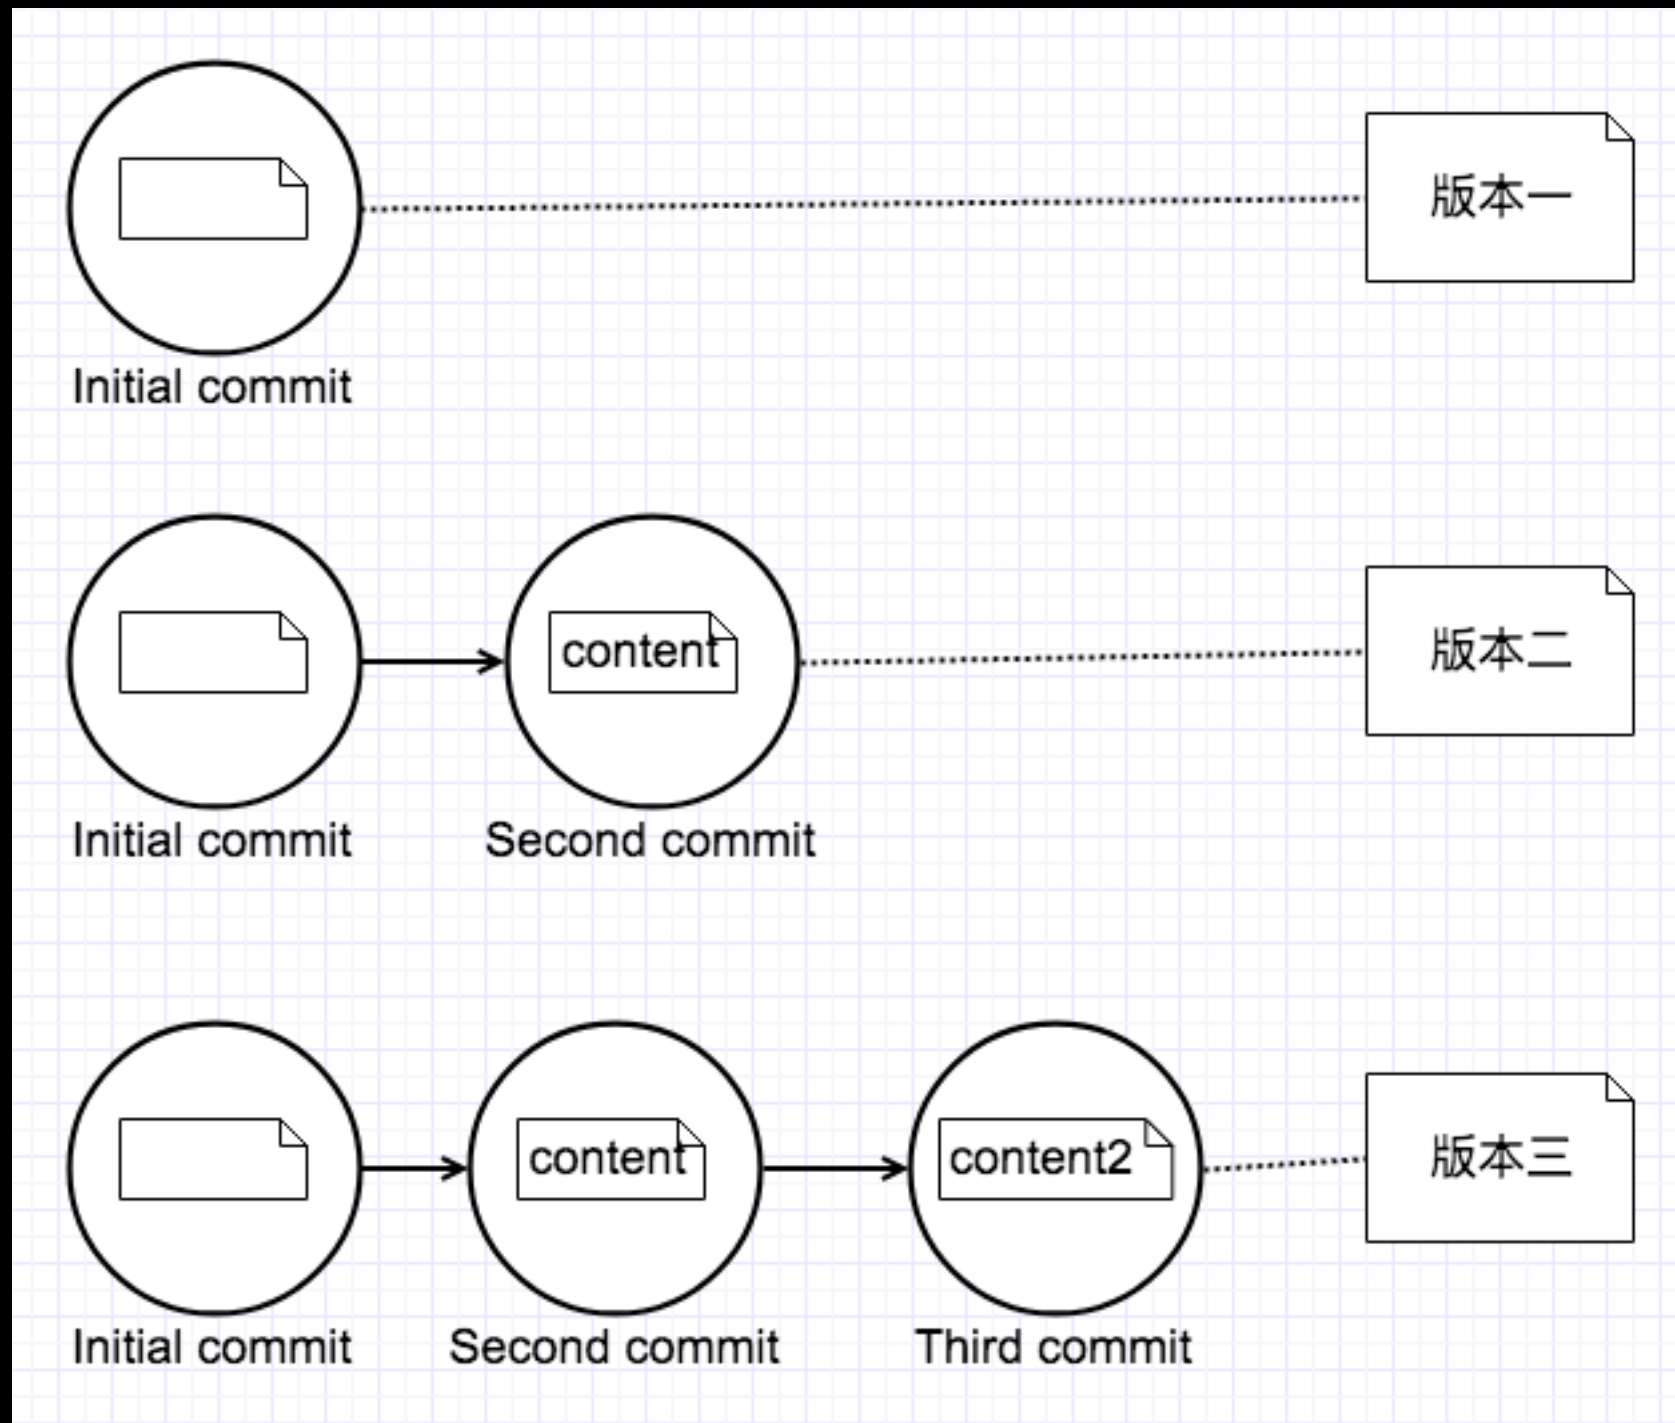 版本一
Initial commit
content
版本二
Initial commit
Second commit
content
content2
版本三
Initial commit
Second commit
Third commit